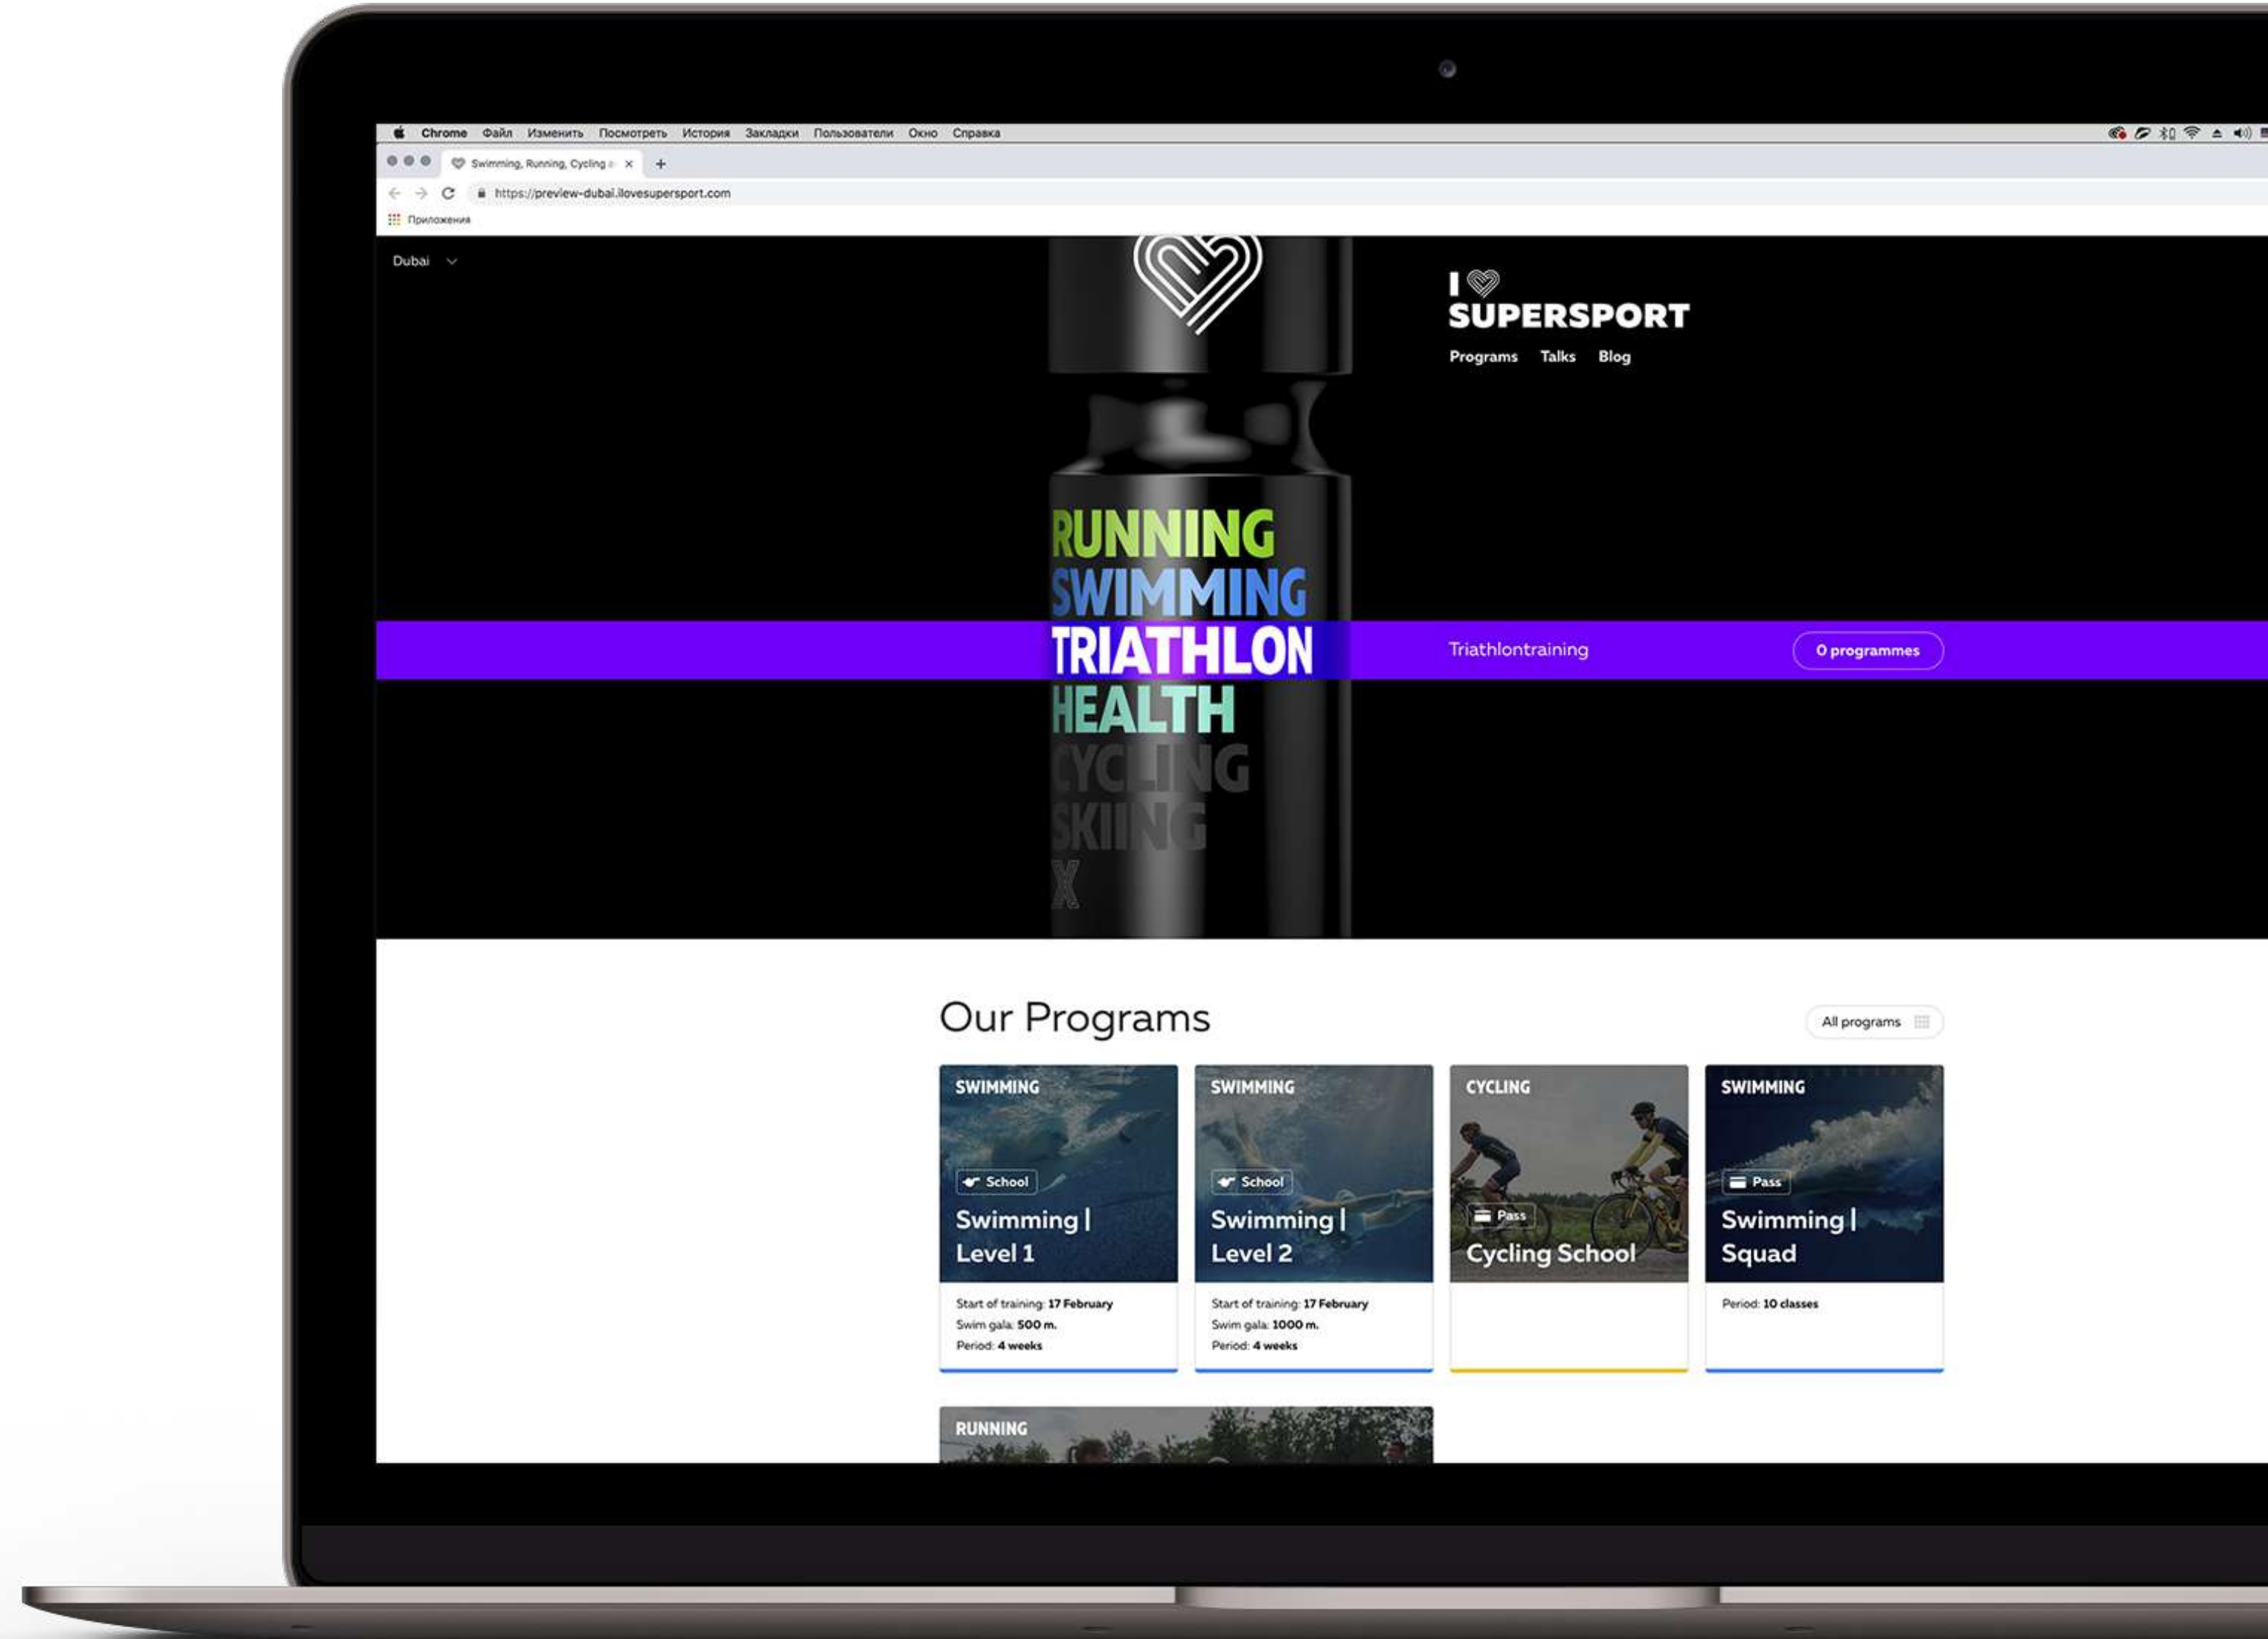 Chrome Файл Изменить Посмотреть История Закладки Пользователи Окно Справка
Swimming, Running, Cycling
https://preview-dubai.ilovesupersport.com
Приложения
Dubai
I
SUPERSPORT
Programs Talks Blog
RUNNING
SWIMMING
TRIATHLON
Triathlontraining
0 programmes
HEALTH
CYCLING
SKIING
X
Our Programs
All programs
SWIMMING
School
Swimming |
Level 1
Start of training: 17 February
Swim gala: 500 m.
Period: 4 weeks
SWIMMING
School
Swimming |
Level 2
Start of training: 17 February
Swim gala: 1000 m.
Period: 4 weeks
CYCLING
Pass
Cycling School
SWIMMING
Pass
Swimming |
Squad
Period: 10 classes
RUNNING